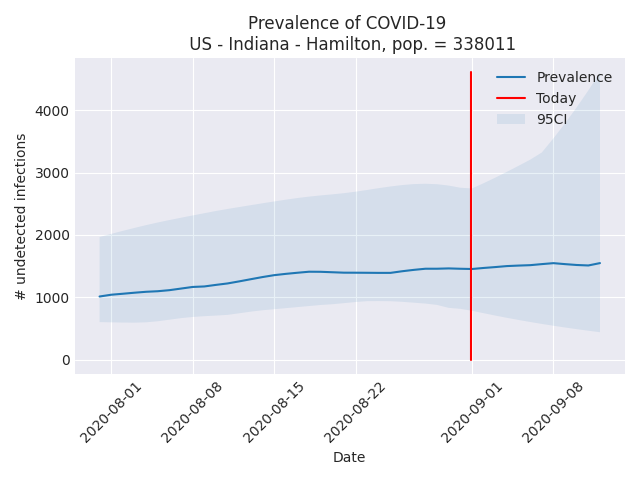 Prevalence of COVID-19
US - Indiana - Hamilton, pop. = 338011
Prevalence
Today
95CI
# undetected infections
4000
3000
2000
1000
0
2020-08-01
2020-08-08
2020-08-15
2020-08-22
2020-09-01
2020-09-08
Date